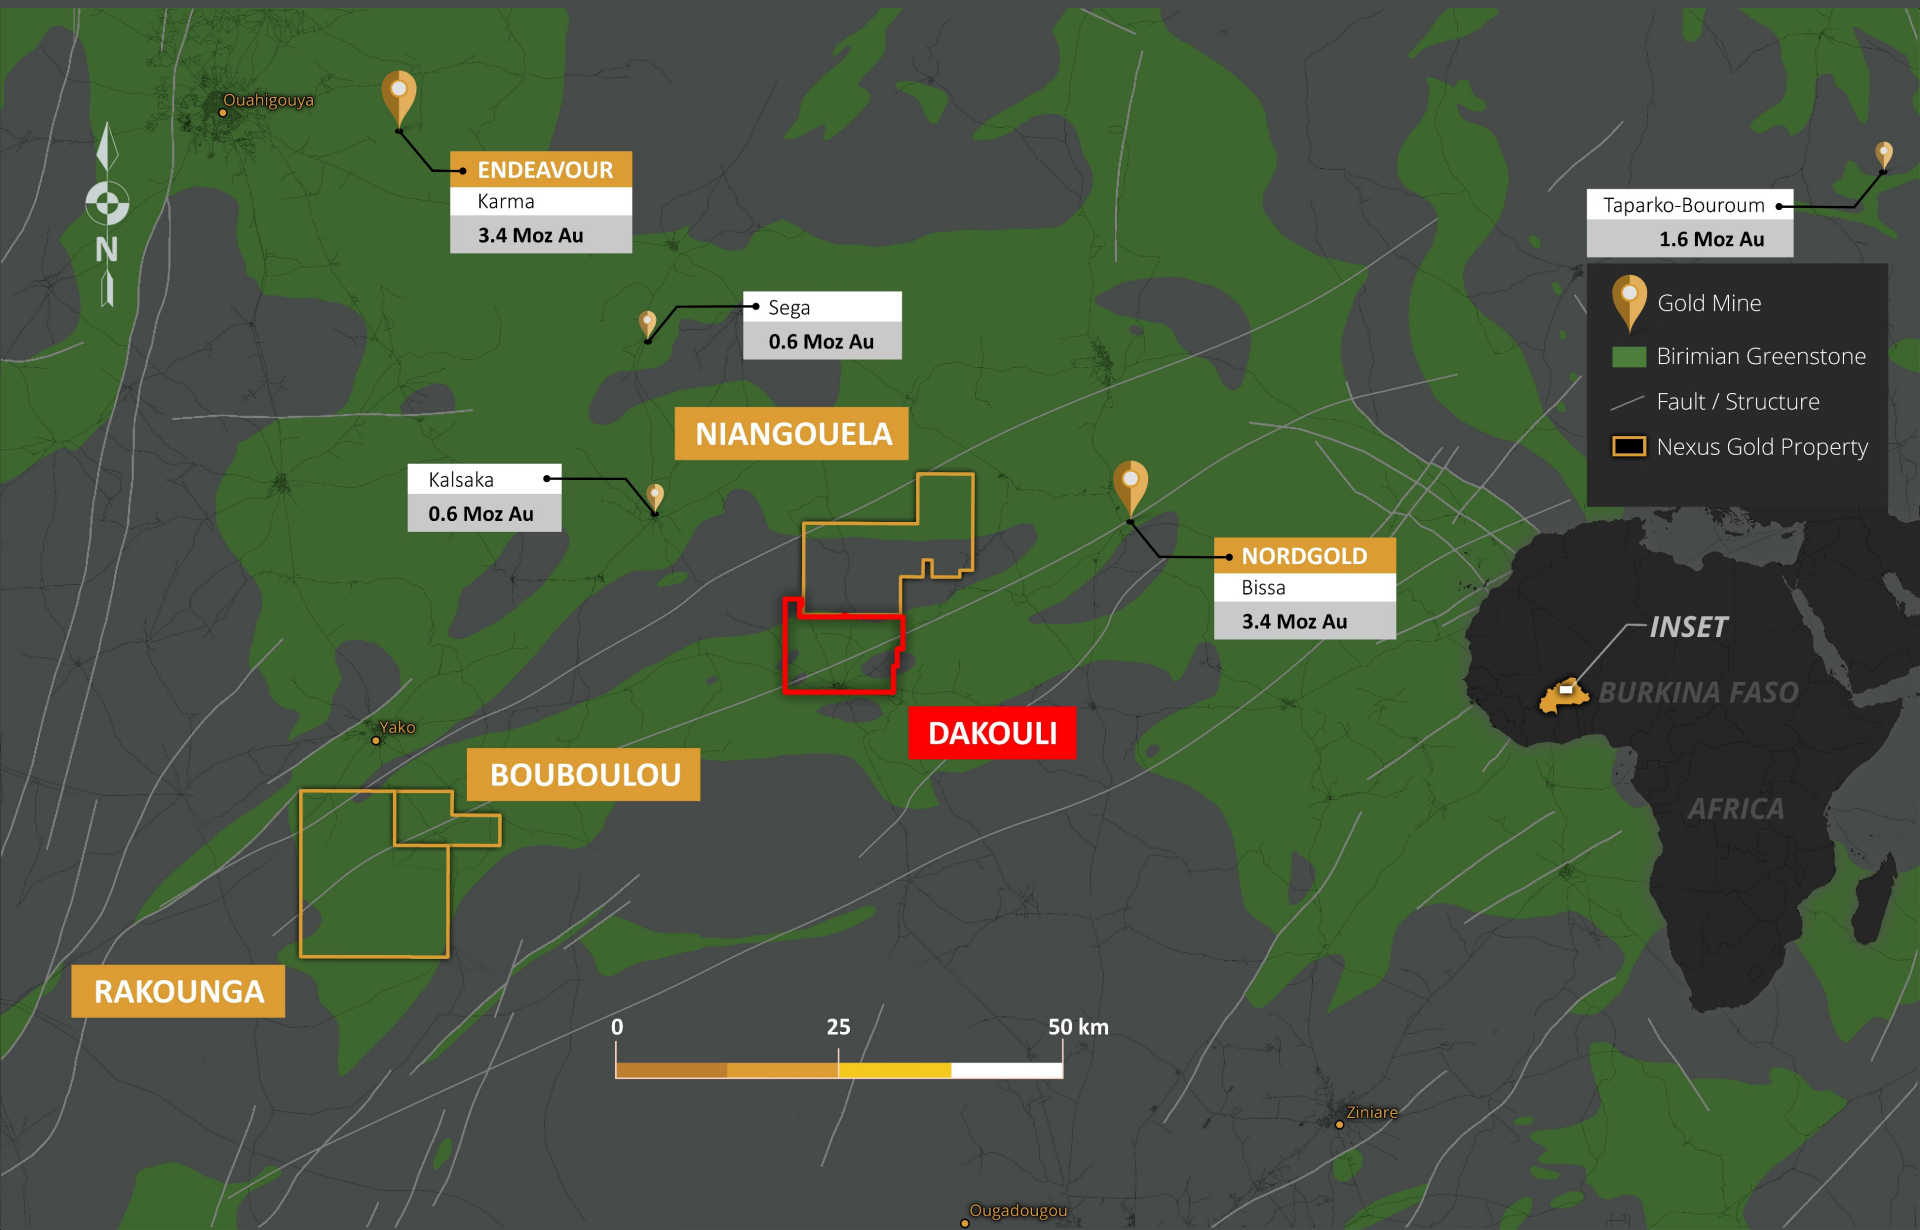 Ouahigouya
ENDEAVOUR
Karma
3.4 Moz Au
N
Taparko-Bouroum
1.6 Moz Au
Gold Mine
Birimian Greenstone
Fault / Structure
Nexus Gold Property
Sega
0.6 Moz Au
NIANGOUELA
Kalsaka
0.6 Moz Au
NORDGOLD
Bissa
3.4 Moz Au
INSET
BURKINA FASO
AFRICA
DAKOULI
Yako
BOUBOULOU
RAKOUNGA
0 25 50 km
Ziniare
Ougadougou